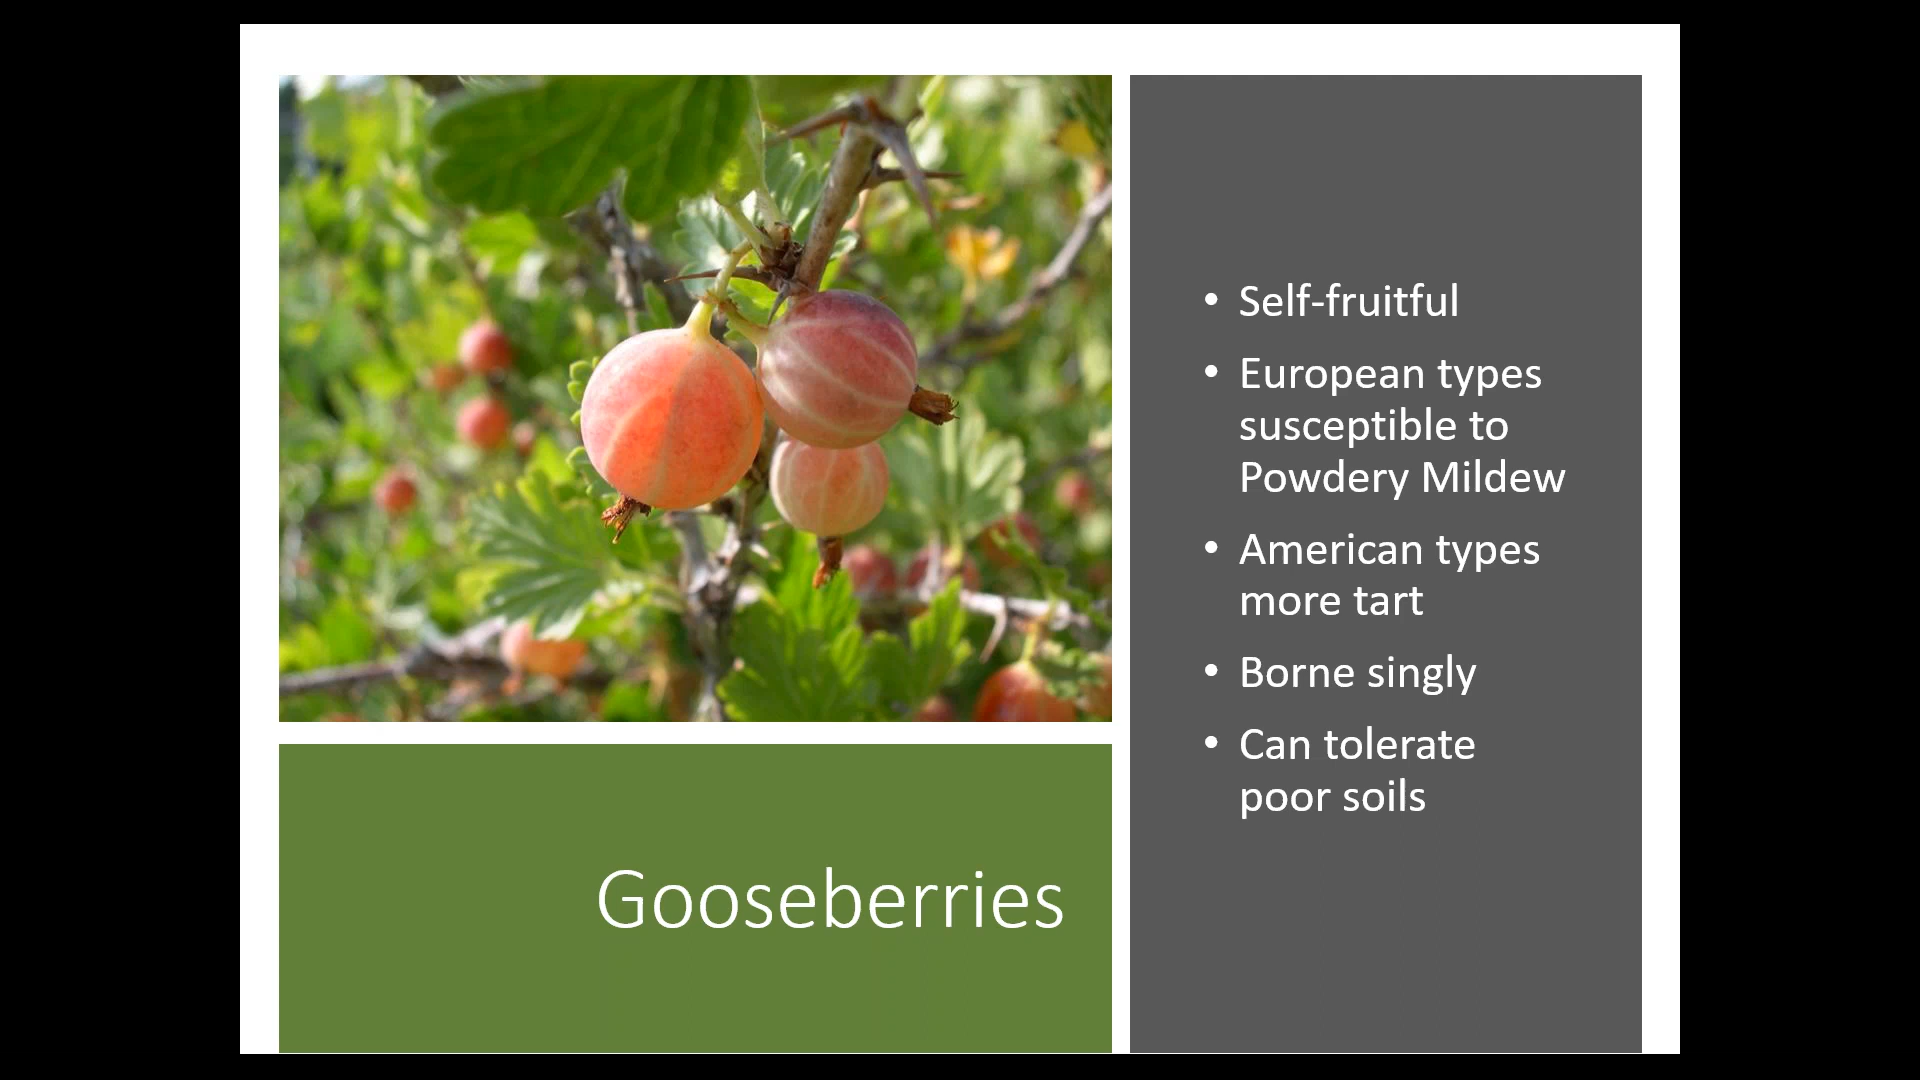 Gooseberries
• Self-fruitful
• European types
susceptible to
Powdery Mildew
• American types
more tart
• Borne singly
• Can tolerate
poor soils